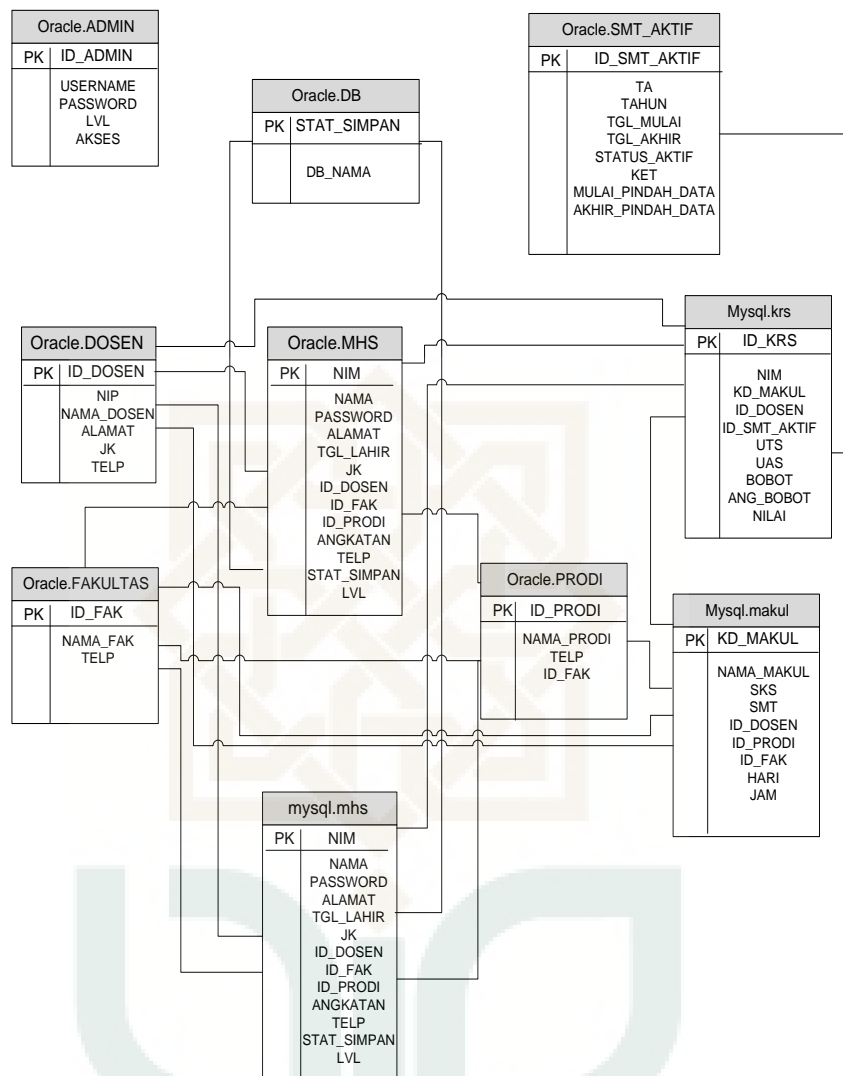 Oracle.ADMIN
PK ID_ADMIN
USERNAME
PASSWORD
LVL
AKSES
Oracle.DB
PK STAT_SIMPAN
DB_NAMA
Oracle.SMT_AKTIF
PK ID_SMT_AKTIF
TA
TAHUN
TGL_MULAI
TGL_AKHIR
STATUS_AKTIF
KET
MULAI_PINDAH_DATA
AKHIR_PINDAH_DATA
Oracle.DOSEN
PK ID_DOSEN
NIP
NAMA_DOSEN
ALAMAT
JK
TELP
Oracle.MHS
PK NIM
NAMA
PASSWORD
ALAMAT
TGL_LAHIR
JK
ID_DOSEN
ID_FAK
ID_PRODI
ANGKATAN
TELP
STAT_SIMPAN
LVL
Mysql.krs
PK ID_KRS
NIM
KD_MAKUL
ID_DOSEN
ID_SMT_AKTIF
UTS
UAS
BOBOT
ANG_BOBOT
NILAI
Oracle.FAKULTAS
PK ID_FAK
NAMA_FAK
TELP
Oracle.PRODI
PK ID_PRODI
NAMA_PRODI
TELP
ID_FAK
Mysql.makul
PK KD_MAKUL
NAMA_MAKUL
SKS
SMT
ID_DOSEN
ID_PRODI
ID_FAK
HARI
JAM
mysql.mhs
PK NIM
NAMA
PASSWORD
ALAMAT
TGL_LAHIR
JK
ID_DOSEN
ID_FAK
ID_PRODI
ANGKATAN
TELP
STAT_SIMPAN
LVL